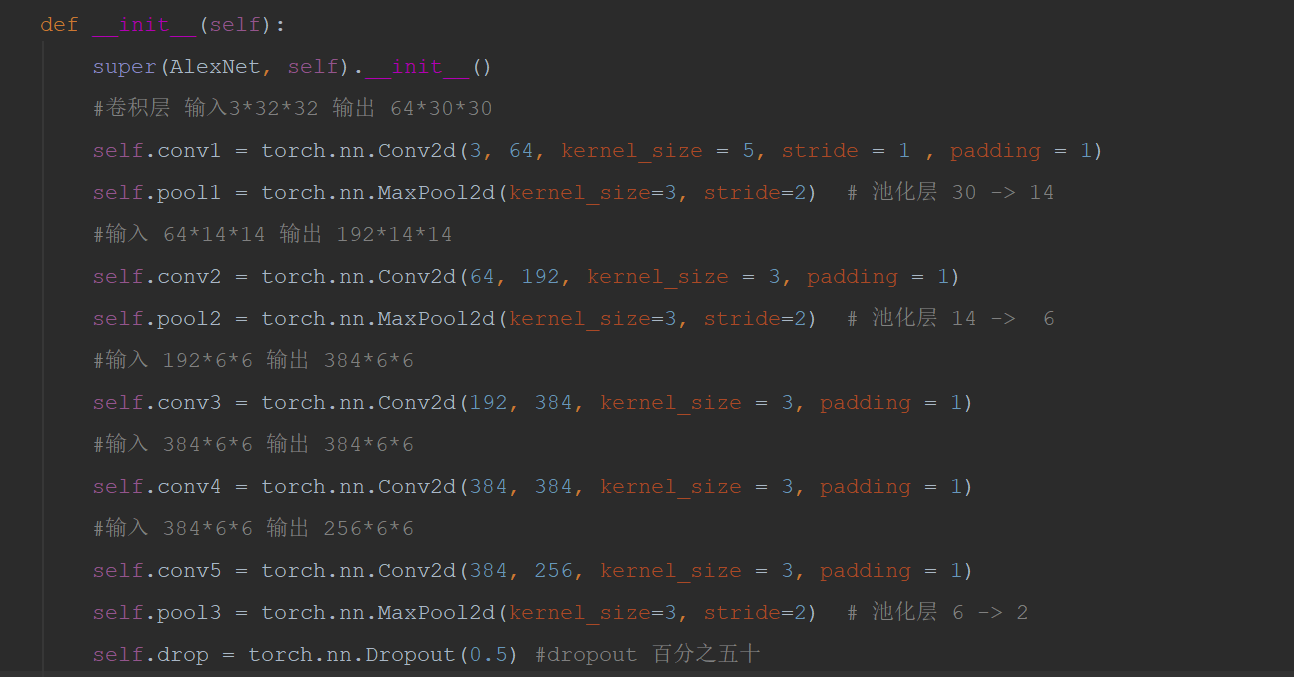 def __init__(self):
super(AlexNet, self).__init__()
#卷积层 输入3*32*32 输出 64*30*30
self.conv1 = torch.nn.Conv2d(3, 64, kernel_size = 5, stride = 1 , padding = 1)
self.pool1 = torch.nn.MaxPool2d(kernel_size=3, stride=2)  # 池化层 30 -> 14
#输入 64*14*14 输出 192*14*14
self.conv2 = torch.nn.Conv2d(64, 192, kernel_size = 3, padding = 1)
self.pool2 = torch.nn.MaxPool2d(kernel_size=3, stride=2)  # 池化层 14 ->  6
#输入 192*6*6 输出 384*6*6
self.conv3 = torch.nn.Conv2d(192, 384, kernel_size = 3, padding = 1)
#输入 384*6*6 输出 384*6*6
self.conv4 = torch.nn.Conv2d(384, 384, kernel_size = 3, padding = 1)
#输入 384*6*6 输出 256*6*6
self.conv5 = torch.nn.Conv2d(384, 256, kernel_size = 3, padding = 1)
self.pool3 = torch.nn.MaxPool2d(kernel_size=3, stride=2)  # 池化层 6 -> 2
self.drop = torch.nn.Dropout(0.5) #dropout 百分之五十